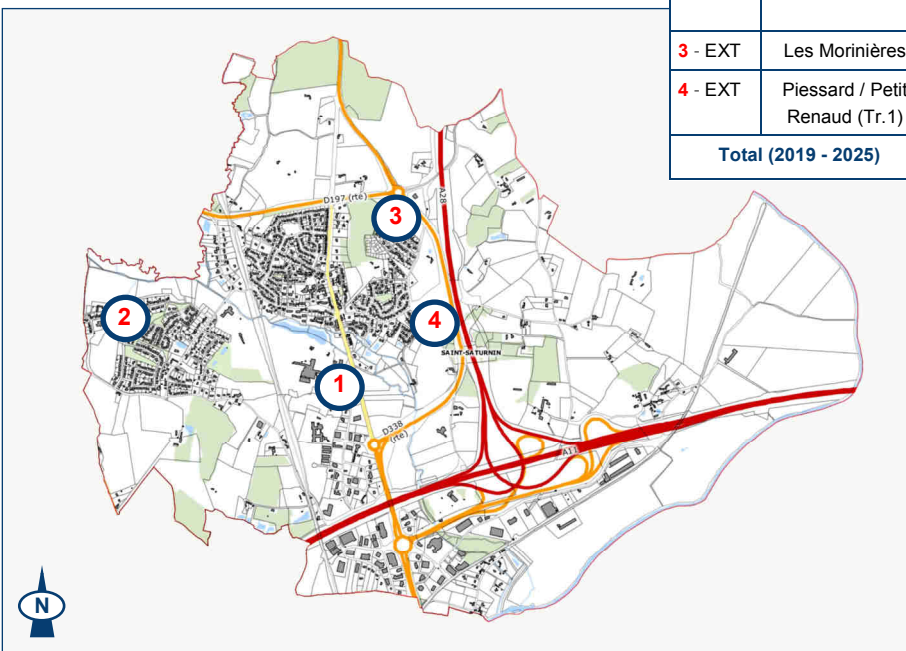 3 - EXT Les Morinières
4 - EXT Piessard / Petit
Renaud (Tr.1)
Total (2019 - 2025)
D197 (rte)
A28
3
2
4
SAINT-SATURNIN
1
D338
(rte)
A11
N